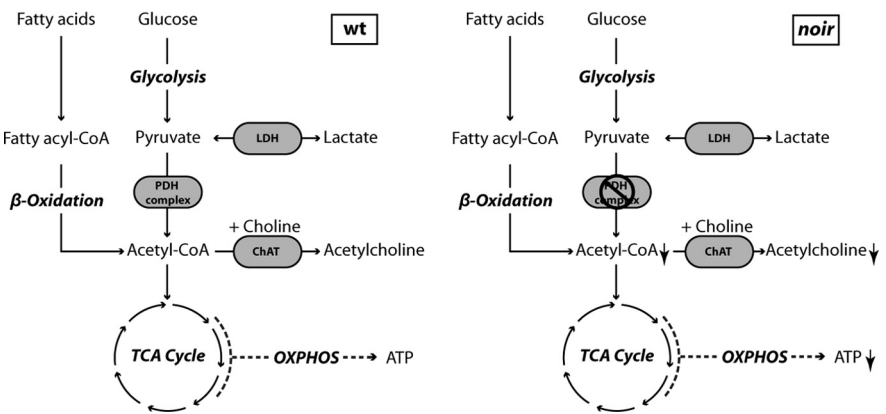 Fatty acids
Glucose
wt
Glycolysis
Fatty acyl-CoA
Pyruvate
LDH
Lactate
β-Oxidation
PDH
complex
+ Choline
Acetyl-CoA
ChAT
Acetylcholine
TCA Cycle
OXPHOS
ATP
Fatty acids
Glucose
noir
Glycolysis
Fatty acyl-CoA
Pyruvate
LDH
Lactate
β-Oxidation
PDH
complex
+ Choline
Acetyl-CoA
ChAT
Acetylcholine
TCA Cycle
OXPHOS
ATP